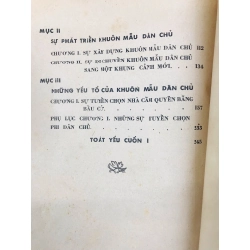 MỤC II
SỰ PHÁT TRIỂN KHUÔN MẪU DÂN CHỦ
CHƯƠNG I. SỰ XÂY DỰNG KHUÔN MẪU DÂN CHỦ 112
CHƯƠNG II. SỰ DI CHUYỂN KHUÔN MẪU DÂN CHỦ
SANG MỘT KHUNG CẢNH MỚI. 134
MỤC III
NHỮNG YẾU TỐ CỦA KHUÔN MẪU DÂN CHỦ
CHƯƠNG I. SỰ TUYỂN CHỌN NHÀ CẦM QUYỀN BẰNG
BẦU CỬ. 157
PHỤ LỤC CHƯƠNG I. NHỮNG SỰ TUYỂN CHỌN
PHI DÂN CHỦ.
TOÁT YẾU CUỐN I